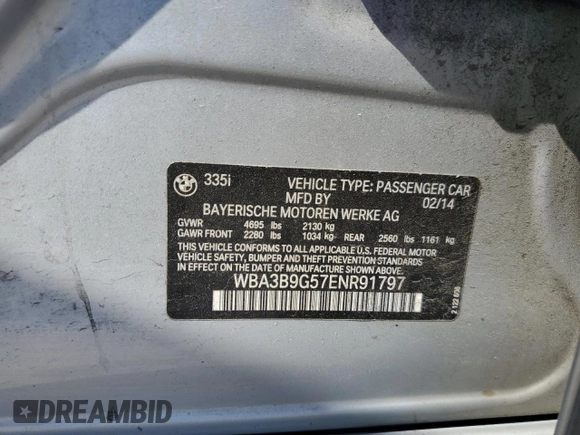 335i VEHICLE TYPE: PASSENGER CAR
MFD BY 02/14
BAYERISCHE MOTOREN WERKE AG
GVWR 4695 lbs 2130 kg
GAWR FRONT 2280 lbs 1034 kg REAR 2560 lbs 1161 kg
THIS VEHICLE CONFORMS TO ALL APPLICABLE U.S. FEDERAL MOTOR
VEHICLE SAFETY, BUMPER AND THEFT PREVENTION STANDARDS
IN EFFECT ON THE DATE OF MANUFACTURE SHOWN ABOVE
WBA3B9G57ENR91797
DREAMBID